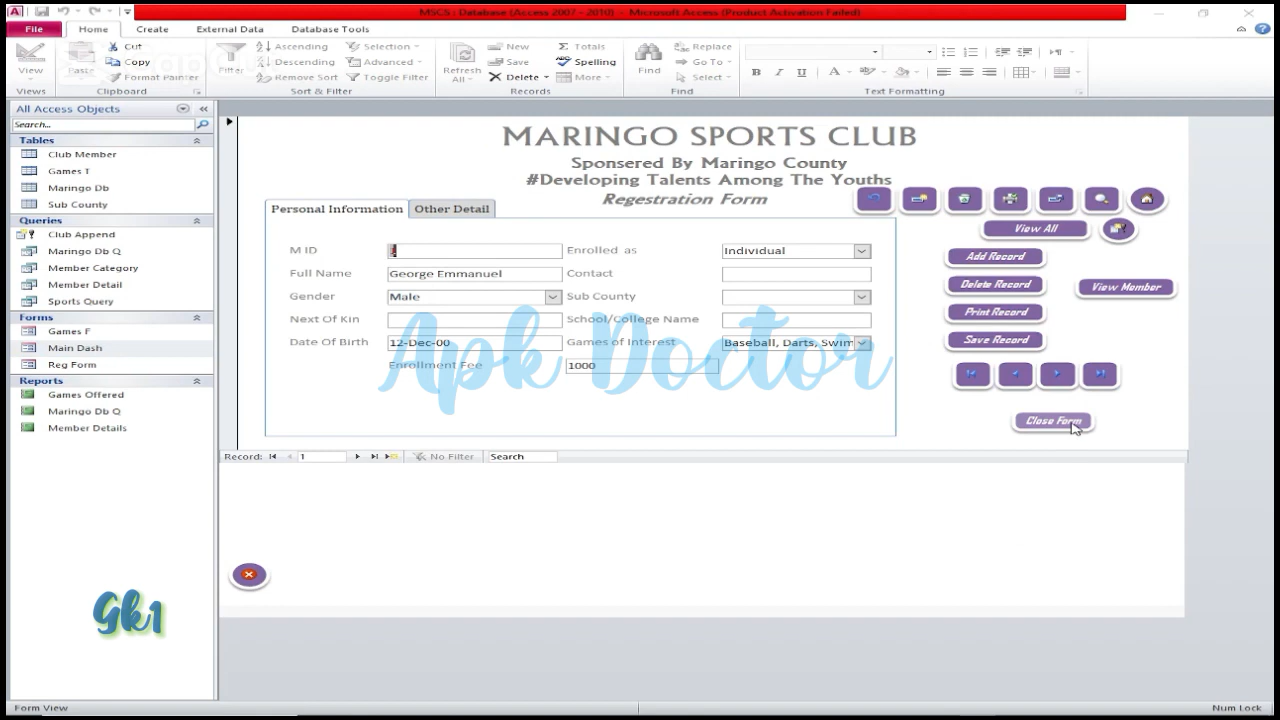 MSCS : Database (Access 2007 - 2010) - Microsoft Access (Product Activation Failed)
File Home Create External Data Database Tools
View
Views
Paste
Cut
Copy
Format Painter
Clipboard
Filter
Ascending
Descending
Remove Sort
Selection
Advanced
Toggle Filter
Sort & Filter
Refresh All
New
Save
Delete
Totals
Spelling
More
Records
Find
Replace
Go To
Select
Find
B I U A
Text Formatting
All Access Objects
Search...
Tables
Club Member
Games T
Maringo Db
Sub County
Queries
Club Append
Maringo Db Q
Member Category
Member Detail
Sports Query
Forms
Games F
Main Dash
Reg Form
Reports
Games Offered
Maringo Db Q
Member Details
MARINGO SPORTS CLUB
Sponsered By Maringo County
#Developing Talents Among The Youths
Regestration Form
Personal Information Other Detail
M ID Enrolled as Individual
Full Name George Emmanuel Contact
Gender Male Sub County
Next Of Kin School/College Name
Date Of Birth 12-Dec-00 Games of Interest Baseball, Darts, Swim
Enrollment Fee 1000
View All
Add Record
Delete Record
View Member
Print Record
Save Record
Close Form
Apk Doctor
Record: 1 No Filter Search
Gk1
Form View Num Lock